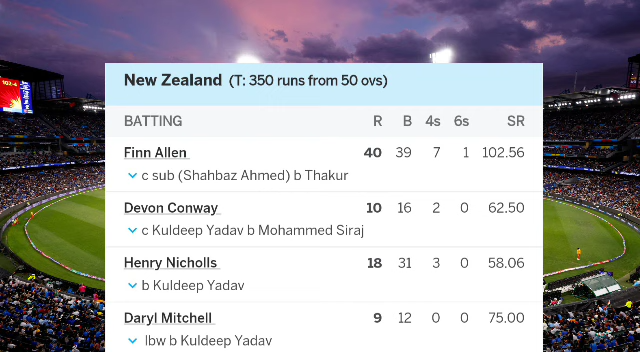 New Zealand (T: 350 runs from 50 ovs)
BATTING R B 4s 6s SR
Finn Allen 40 39 7 1 102.56
c sub (Shahbaz Ahmed) b Thakur
Devon Conway 10 16 2 0 62.50
c Kuldeep Yadav b Mohammed Siraj
Henry Nicholls 18 31 3 0 58.06
b Kuldeep Yadav
Daryl Mitchell 9 12 0 0 75.00
lbw b Kuldeep Yadav